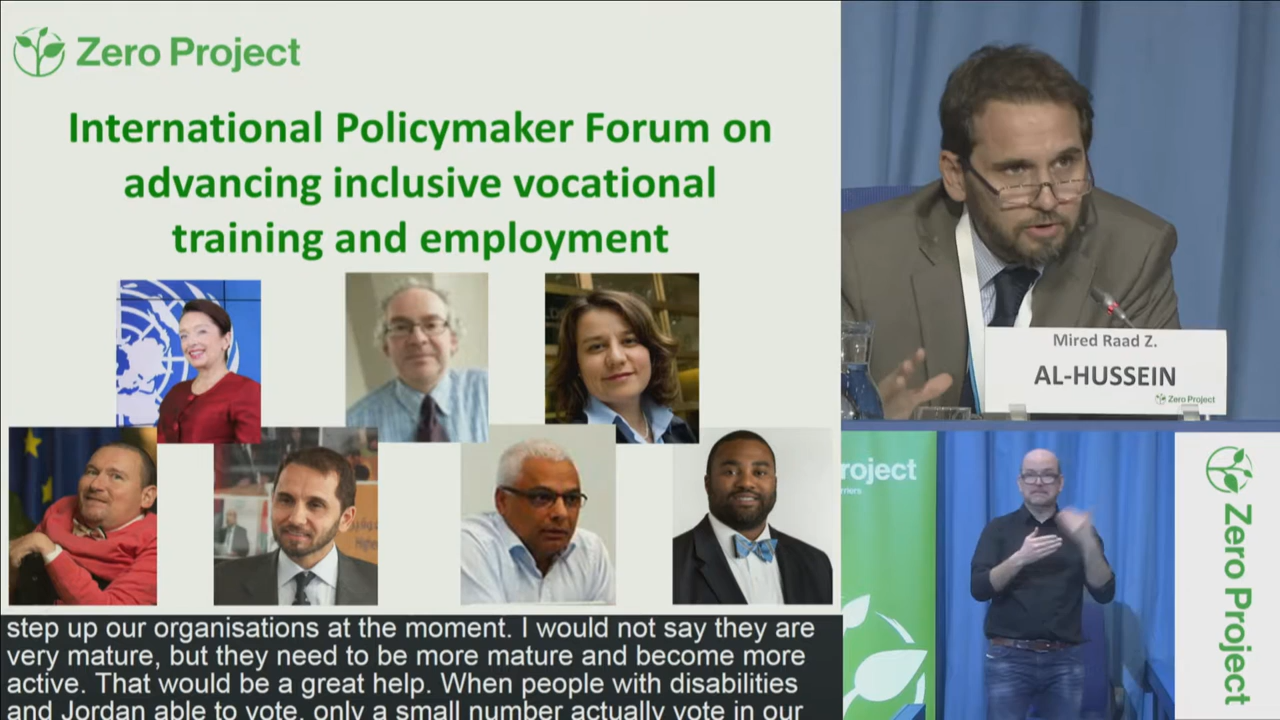 Zero Project
International Policymaker Forum on
advancing inclusive vocational
training and employment
step up our organisations at the moment. I would not say they are
very mature, but they need to be more mature and become more
active. That would be a great help. When people with disabilities
and Jordan able to vote, only a small number actually vote in our
Mired Raad Z.
AL-HUSSEIN
Zero Project
roject
rriers
Zero Project